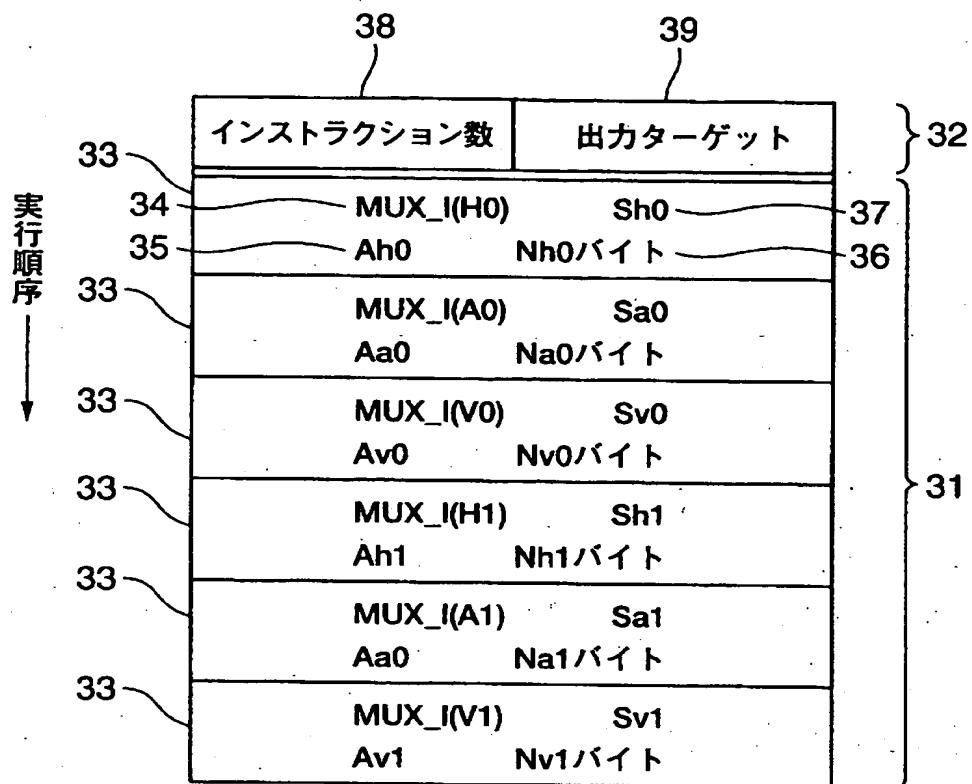 38 39
インストラクション数 出力ターゲット 32
33
実行順序
34 MUX_I(H0) Sh0 37
35 Ah0 Nh0バイト 36
33 MUX_I(A0) Sa0
Aa0 Na0バイト
33 MUX_I(V0) Sv0
Av0 Nv0バイト
31
33 MUX_I(H1) Sh1
Ah1 Nh1バイト
33 MUX_I(A1) Sa1
Aa0 Na1バイト
33 MUX_I(V1) Sv1
Av1 Nv1バイト